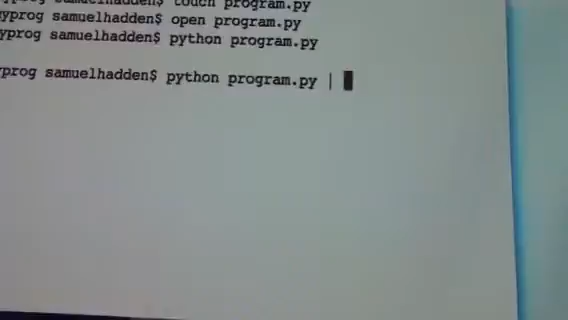 touch program.py
yprog samuelhadden$ open program.py
yprog samuelhadden$ python program.py
prog samuelhadden$ python program.py |